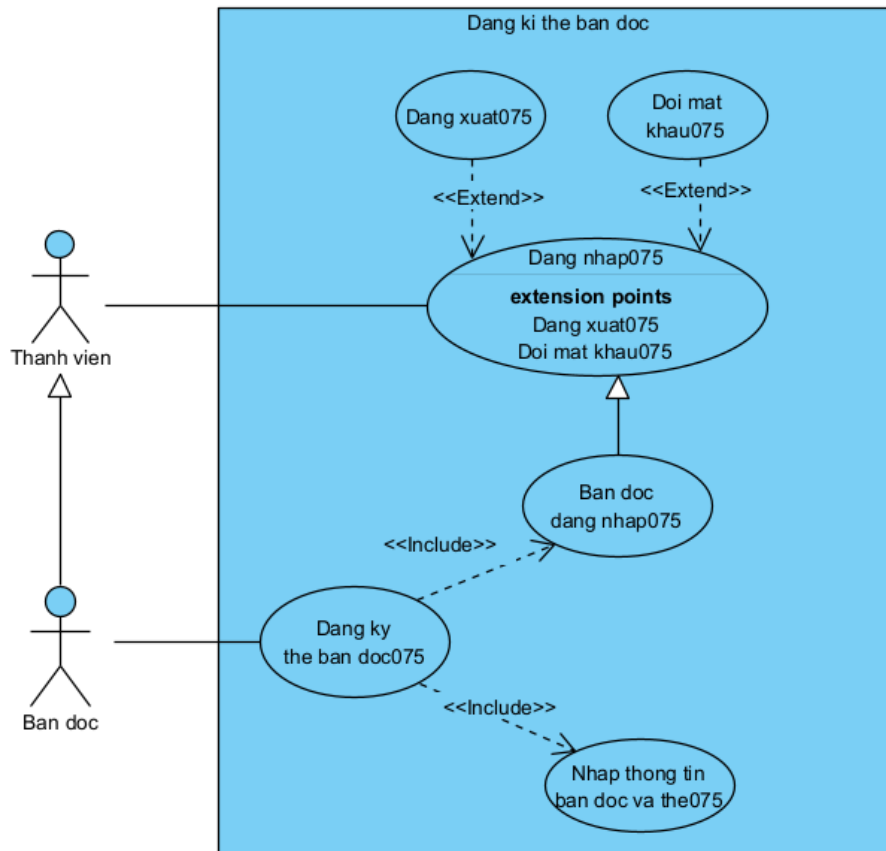 Dang ki the ban doc
Dang xuat075
Doi mat
khau075
<<Extend>>
<<Extend>>
Dang nhap075
extension points
Dang xuat075
Doi mat khau075
Thanh vien
Ban doc
dang nhap075
<<Include>>
Dang ky
the ban doc075
Ban doc
<<Include>>
Nhap thong tin
ban doc va the075